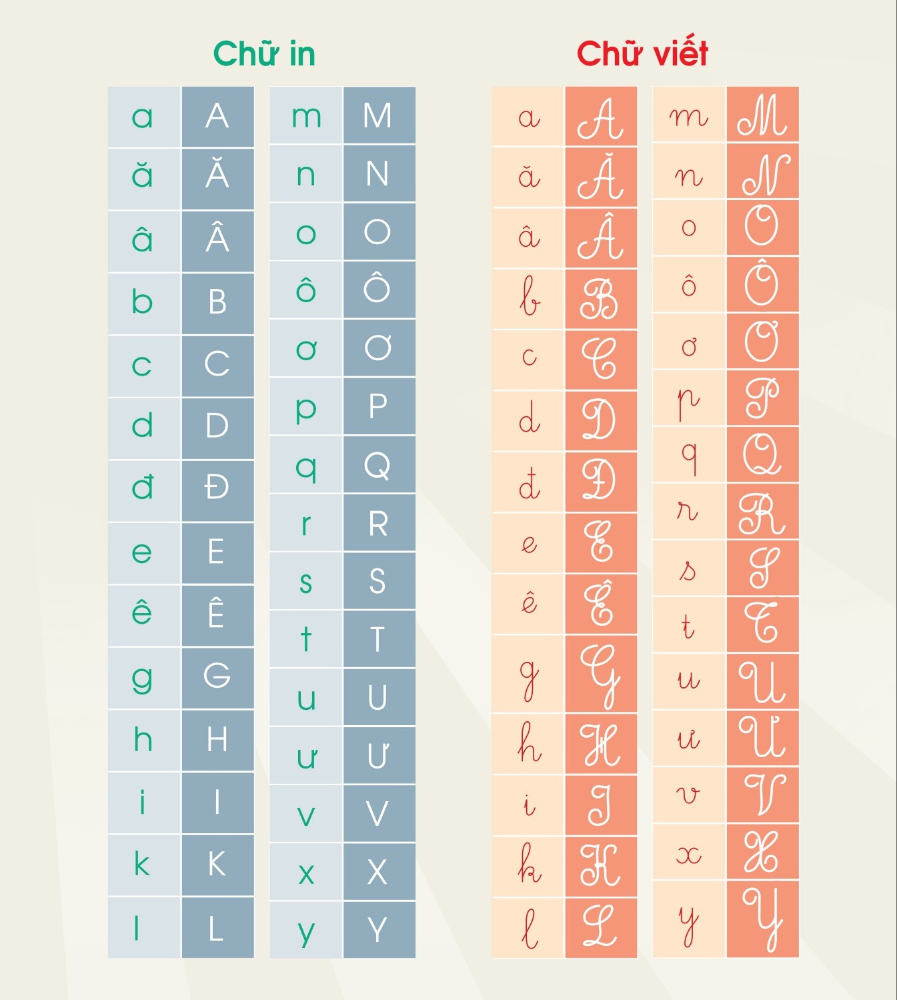 Chữ in
a A
ă Ă
â Â
b B
c C
d D
đ Đ
e E
ê Ê
g G
h H
i I
k K
l L
m M
n N
o O
ô Ô
ơ Ơ
p P
q Q
r R
s S
t T
u U
ư Ư
v V
x X
y Y
Chữ viết
a A
ă Ă
â Â
b B
c C
d D
đ Đ
e E
ê Ê
g G
h H
i I
k K
l L
m M
n N
o O
ô Ô
ơ Ơ
p P
q Q
r R
s S
t T
u U
ư Ư
v V
x X
y Y